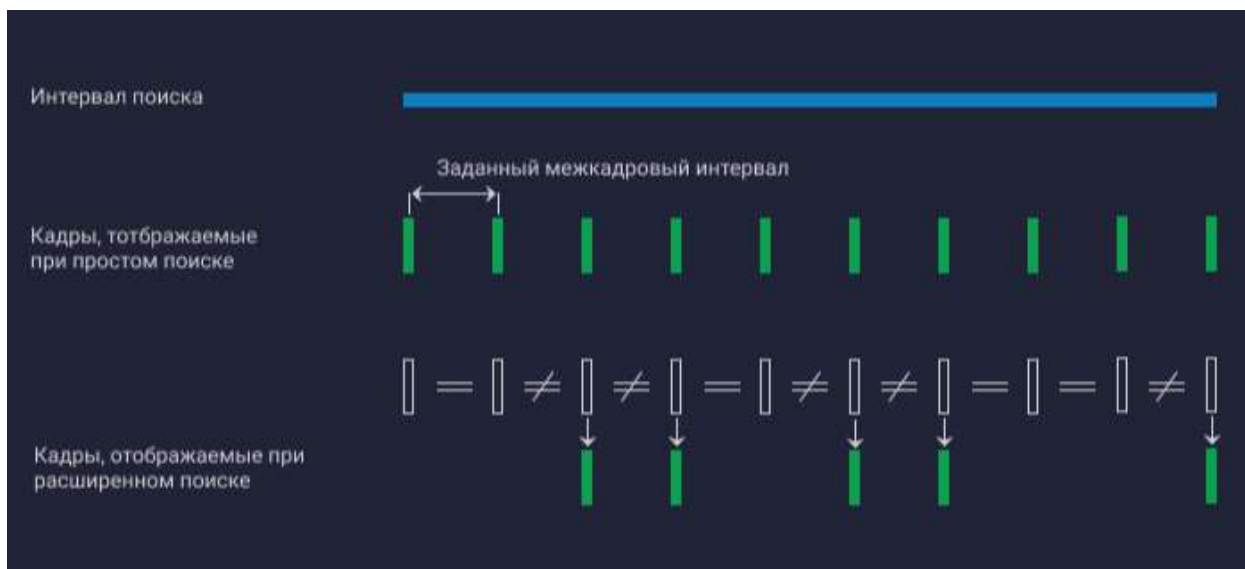 Интервал поиска
Заданный межкадровый интервал
Кадры, тотбражаемые
при простом поиске
= ≠ ≠ = ≠ ≠ = = ≠
Кадры, отображаемые при
расширенном поиске